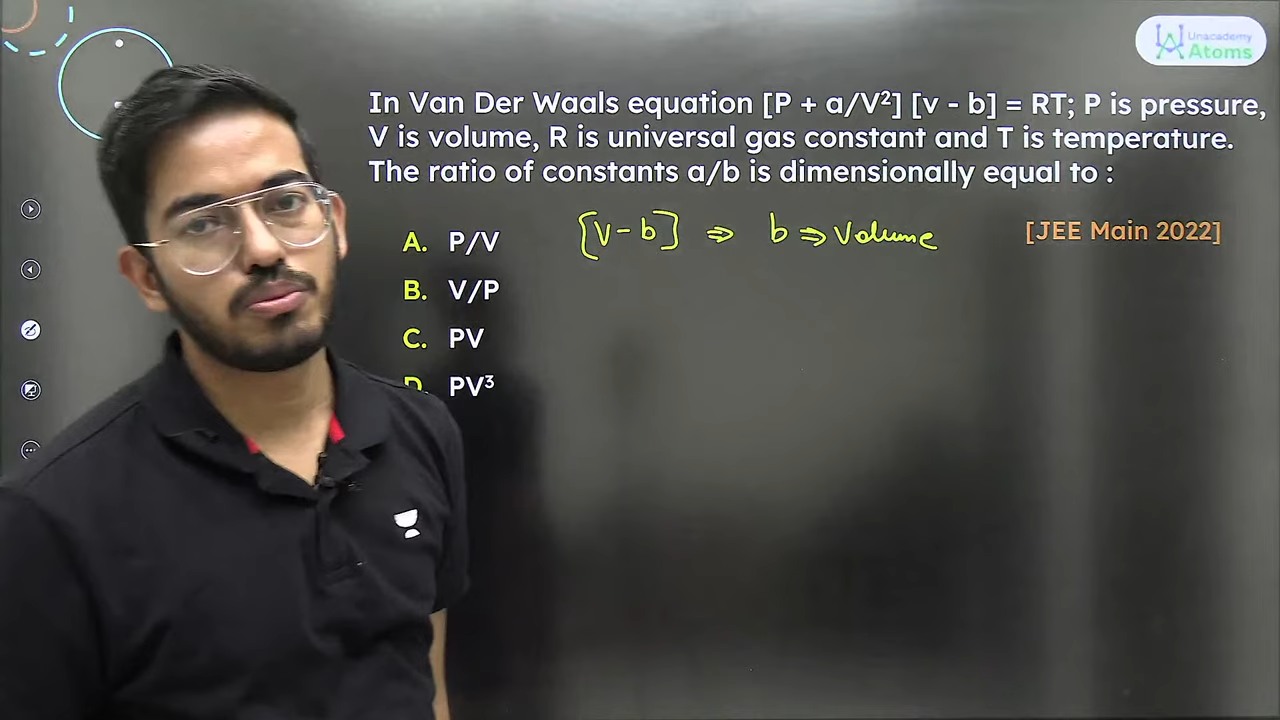 Unacademy
Atoms
In Van Der Waals equation [P + a/V²] [v - b] = RT; P is pressure,
V is volume, R is universal gas constant and T is temperature.
The ratio of constants a/b is dimensionally equal to :
[v - b] ⇒ b ⇒ Volume
[JEE Main 2022]
A. P/V
B. V/P
C. PV
D. PV³